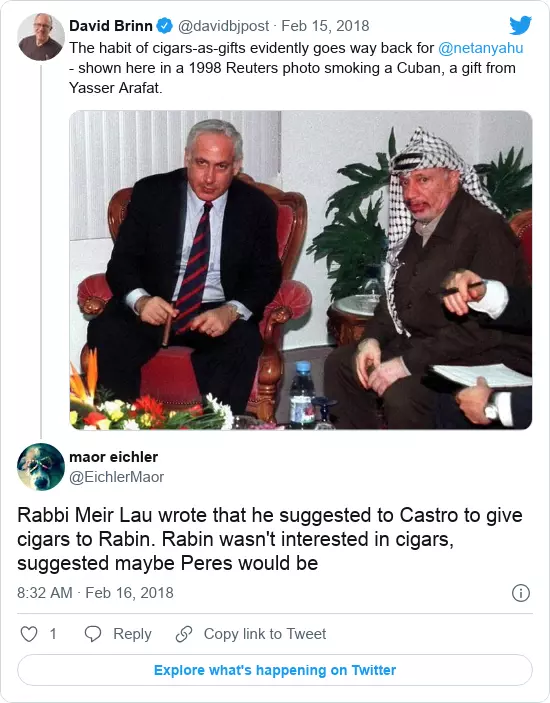 David Brinn @davidbjpost · Feb 15, 2018
The habit of cigars-as-gifts evidently goes way back for @netanyahu
- shown here in a 1998 Reuters photo smoking a Cuban, a gift from
Yasser Arafat.
maor eichler
@EichlerMaor
Rabbi Meir Lau wrote that he suggested to Castro to give
cigars to Rabin. Rabin wasn't interested in cigars,
suggested maybe Peres would be
8:32 AM · Feb 16, 2018
1 Reply Copy link to Tweet
Explore what's happening on Twitter